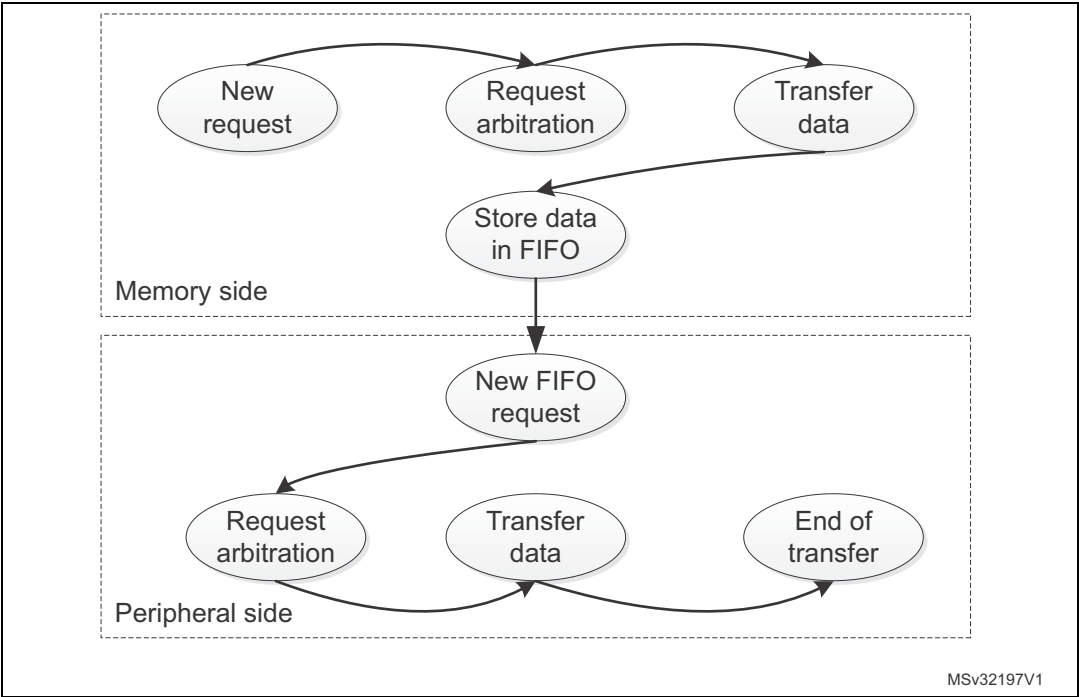 New
request
Request
arbitration
Transfer
data
Store data
in FIFO
Memory side
New FIFO
request
Request
arbitration
Transfer
data
End of
transfer
Peripheral side
MSv32197V1